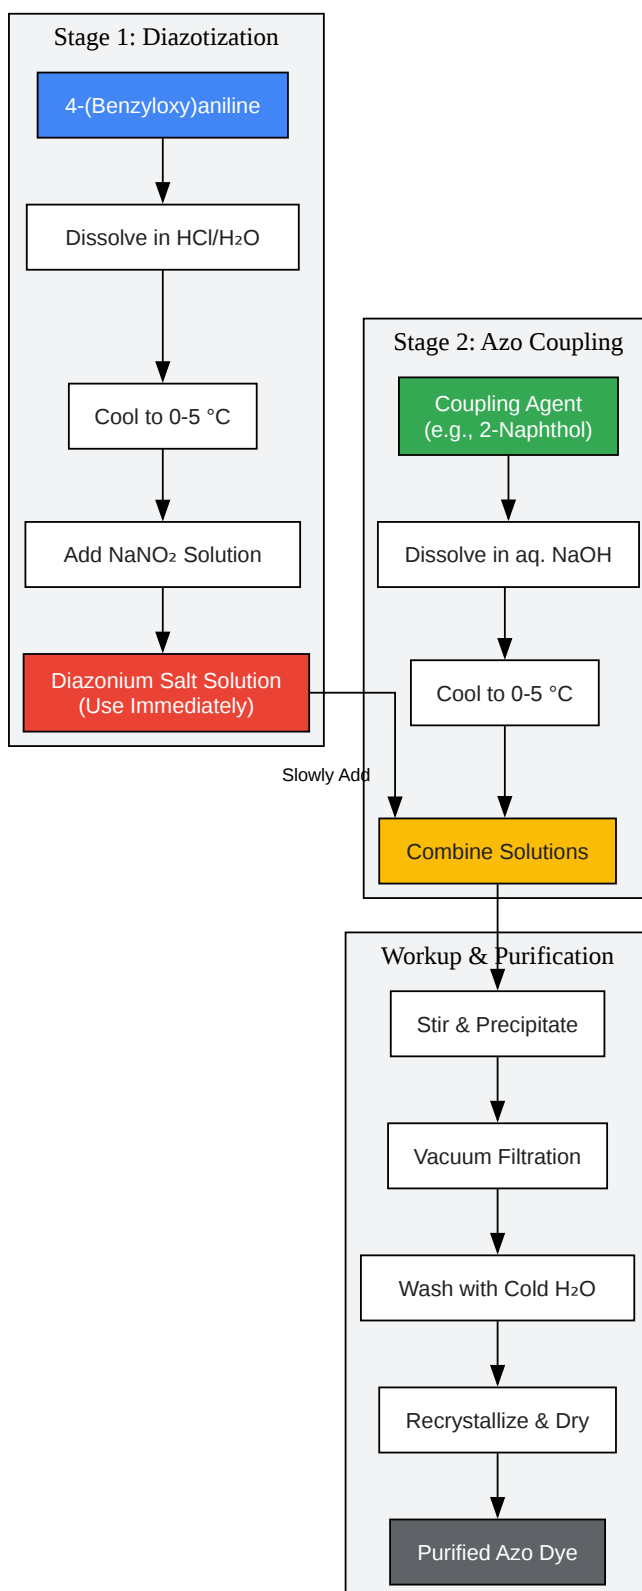 Stage 1: Diazotization
4-(Benzyloxy)aniline
Dissolve in HCl/H₂O
Cool to 0-5 °C
Add NaNO₂ Solution
Diazonium Salt Solution
(Use Immediately)
Slowly Add
Stage 2: Azo Coupling
Coupling Agent
(e.g., 2-Naphthol)
Dissolve in aq. NaOH
Cool to 0-5 °C
Combine Solutions
Workup & Purification
Stir & Precipitate
Vacuum Filtration
Wash with Cold H₂O
Recrystallize & Dry
Purified Azo Dye